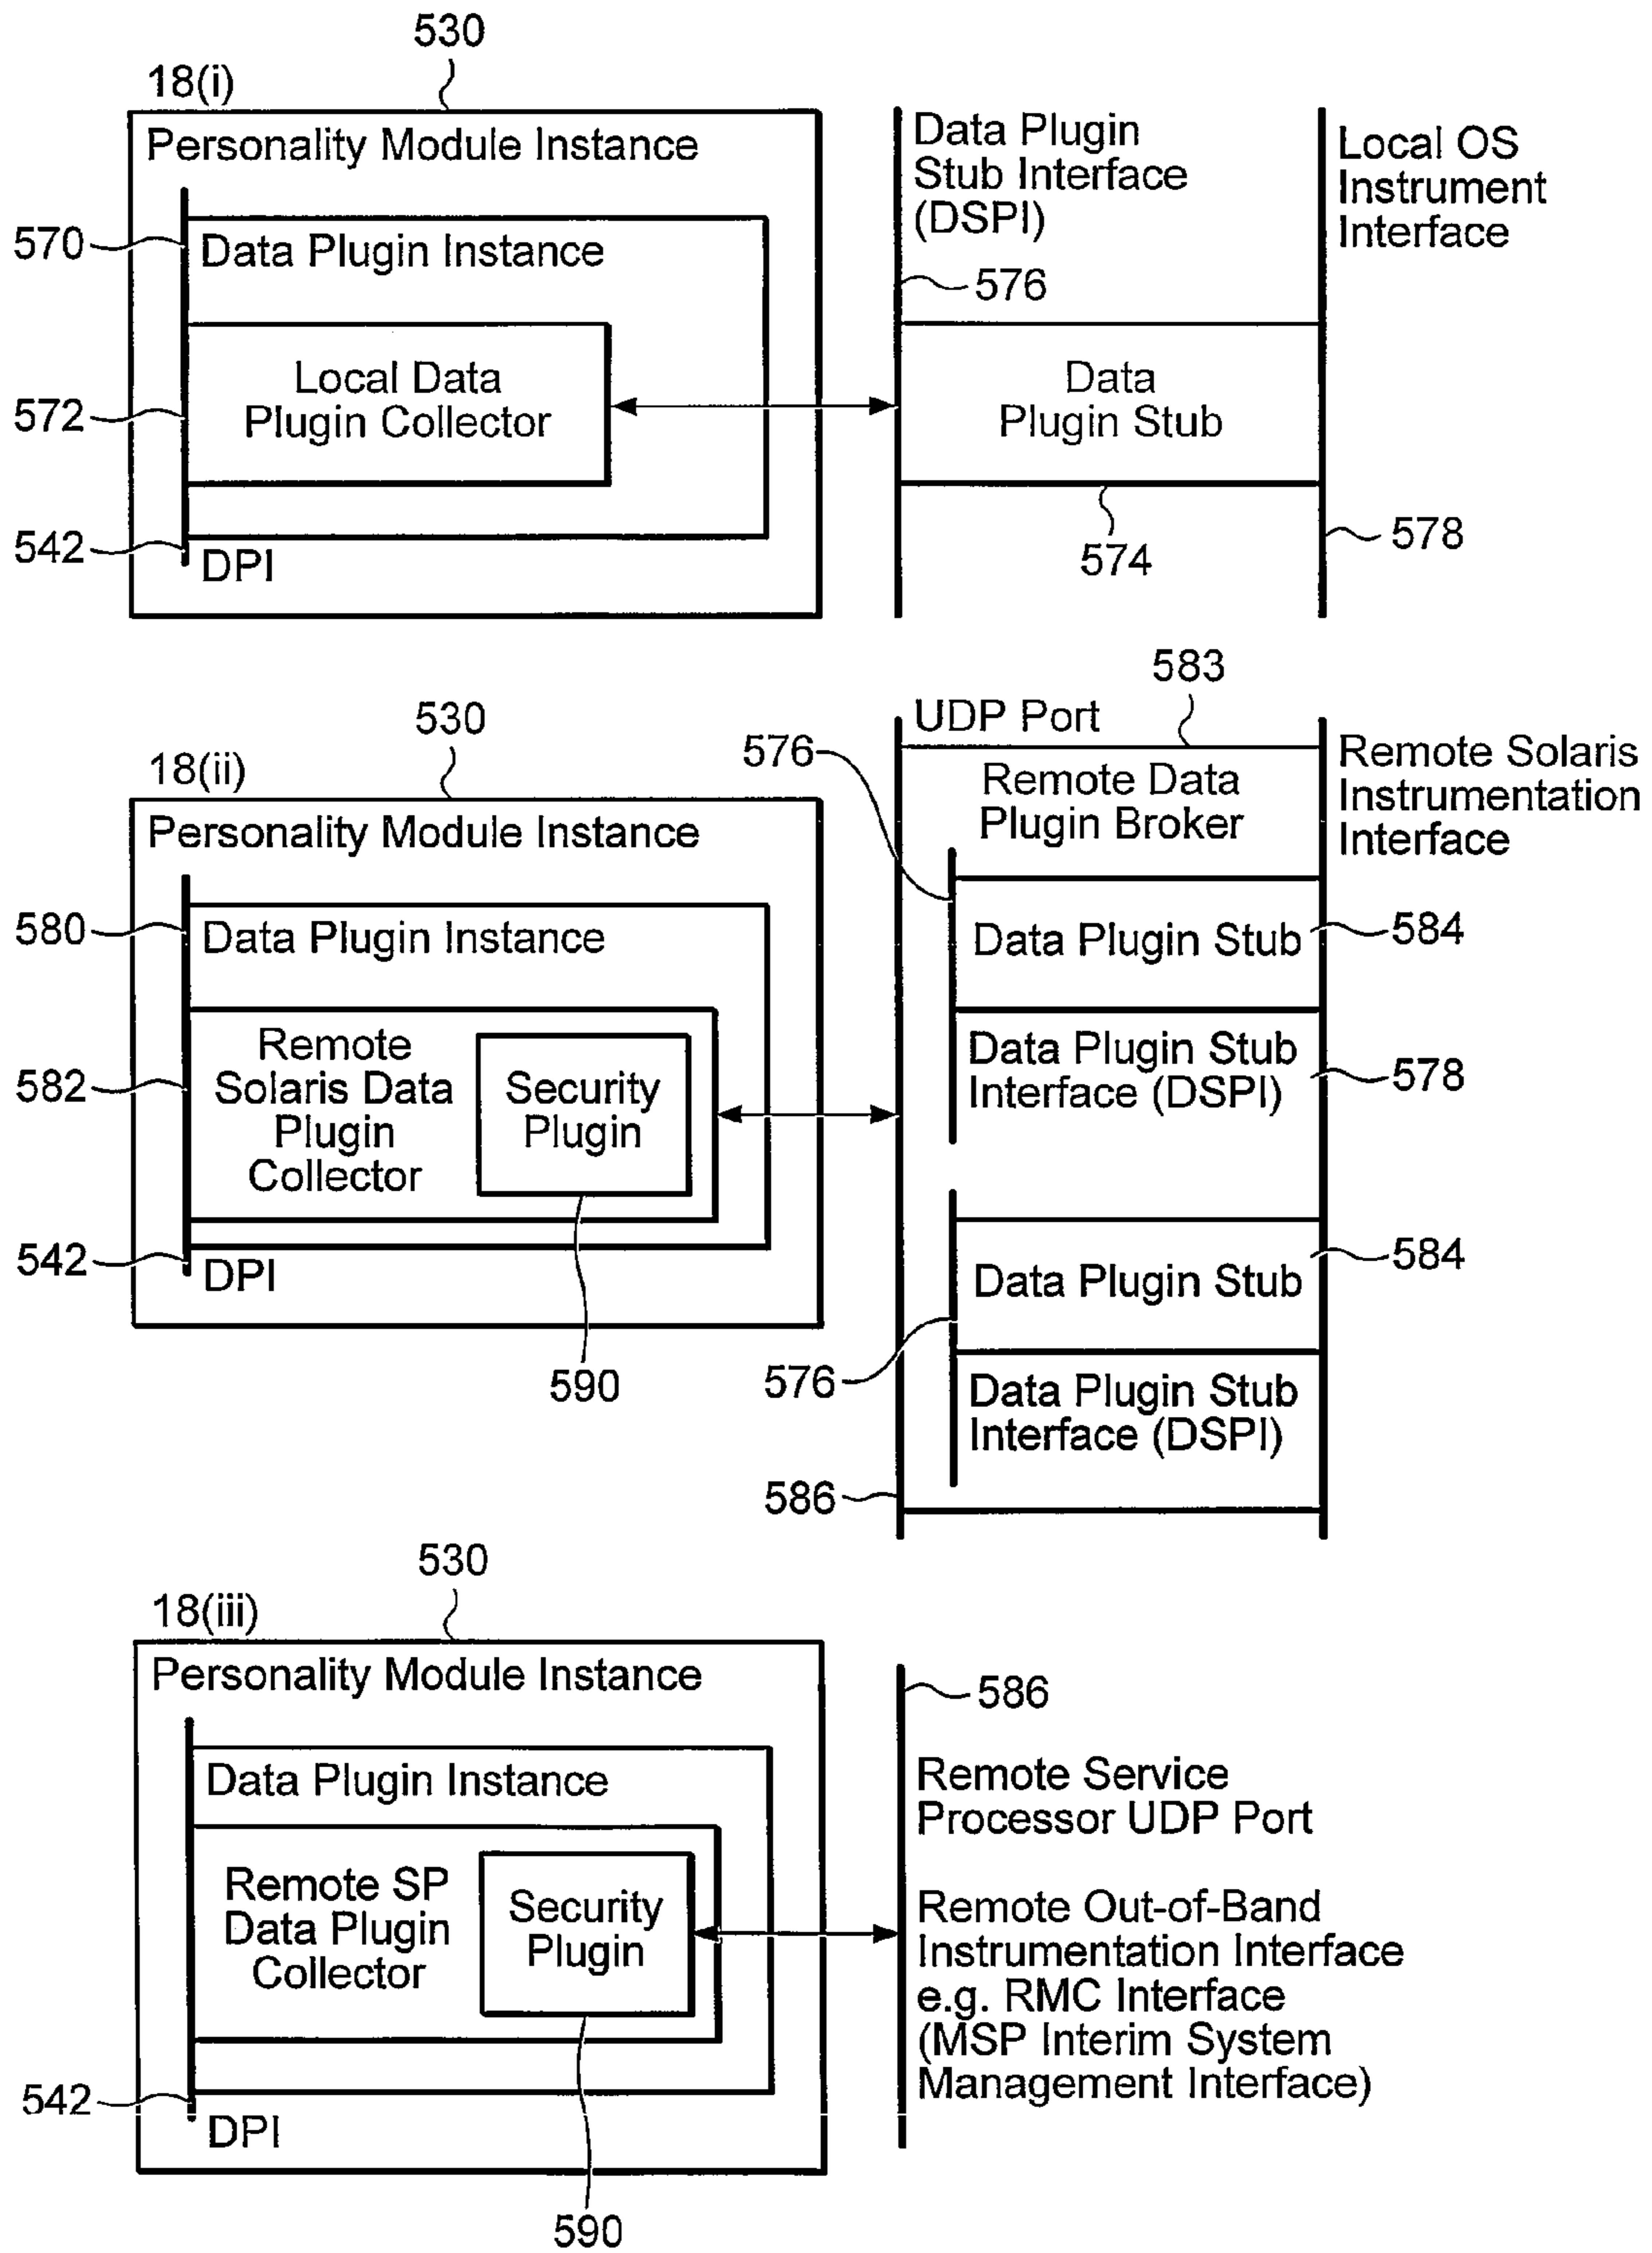 530
18(i)
Personality Module Instance
570
Data Plugin Instance
572
Local Data
Plugin Collector
542
DPI
Data Plugin
Stub Interface
(DSPI)
576
Data
Plugin Stub
574
Local OS
Instrument
Interface
578
530
18(ii)
Personality Module Instance
580
Data Plugin Instance
582
Remote
Solaris Data
Plugin
Collector
Security
Plugin
542
DPI
590
583
UDP Port
576
Remote Data
Plugin Broker
Remote Solaris
Instrumentation
Interface
Data Plugin Stub
584
Data Plugin Stub
Interface (DSPI)
578
Data Plugin Stub
584
576
Data Plugin Stub
Interface (DSPI)
586
530
18(iii)
Personality Module Instance
Data Plugin Instance
Remote SP
Data Plugin
Collector
Security
Plugin
542
DPI
590
586
Remote Service
Processor UDP Port
Remote Out-of-Band
Instrumentation Interface
e.g. RMC Interface
(MSP Interim System
Management Interface)